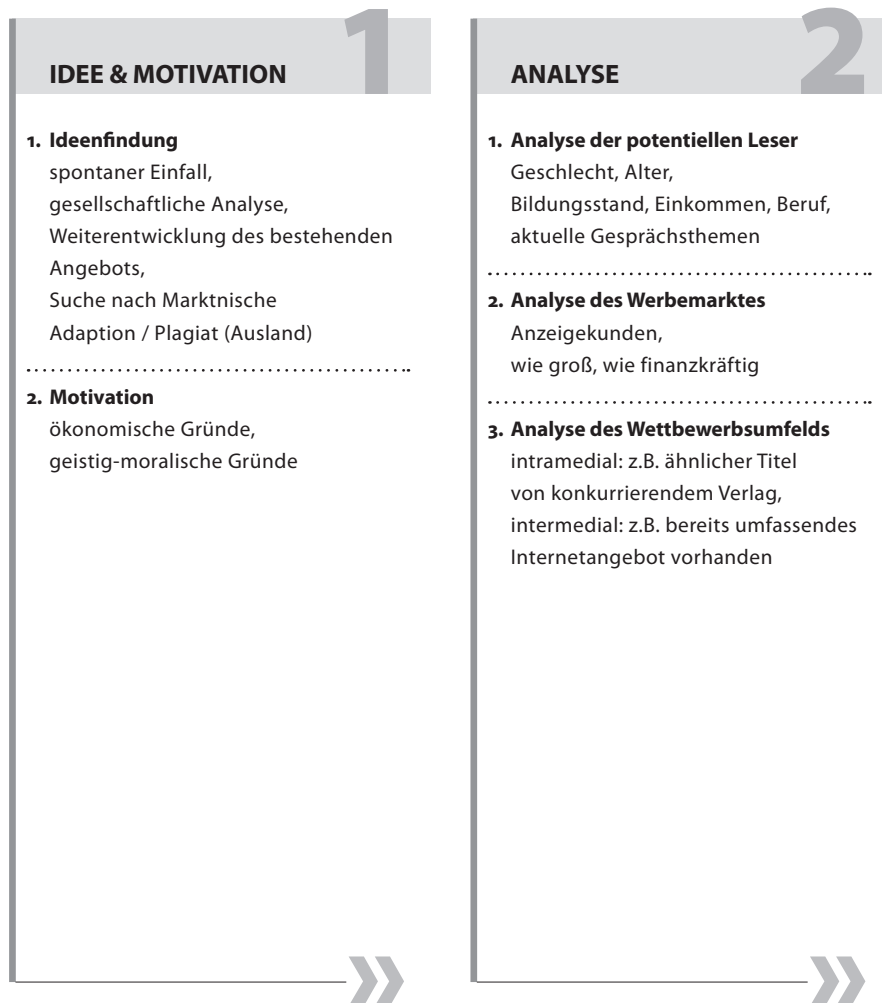 1
IDEE & MOTIVATION
1. Ideenfindung
spontaner Einfall,
gesellschaftliche Analyse,
Weiterentwicklung des bestehenden
Angebots,
Suche nach Marktnische
Adaption / Plagiat (Ausland)
2. Motivation
ökonomische Gründe,
geistig-moralische Gründe
2
ANALYSE
1. Analyse der potentiellen Leser
Geschlecht, Alter,
Bildungsstand, Einkommen, Beruf,
aktuelle Gesprächsthemen
2. Analyse des Werbemarktes
Anzeigekunden,
wie groß, wie finanzkräftig
3. Analyse des Wettbewerbsumfelds
intramedial: z.B. ähnlicher Titel
von konkurrierendem Verlag,
intermedial: z.B. bereits umfassendes
Internetangebot vorhanden